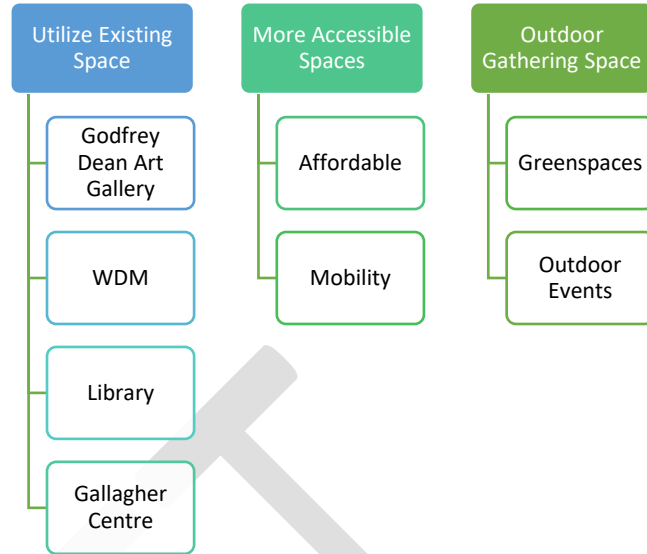 Utilize Existing
Space
Godfrey
Dean Art
Gallery
WDM
Library
Gallagher
Centre
More Accessible
Spaces
Affordable
Mobility
Outdoor
Gathering Space
Greenspaces
Outdoor
Events